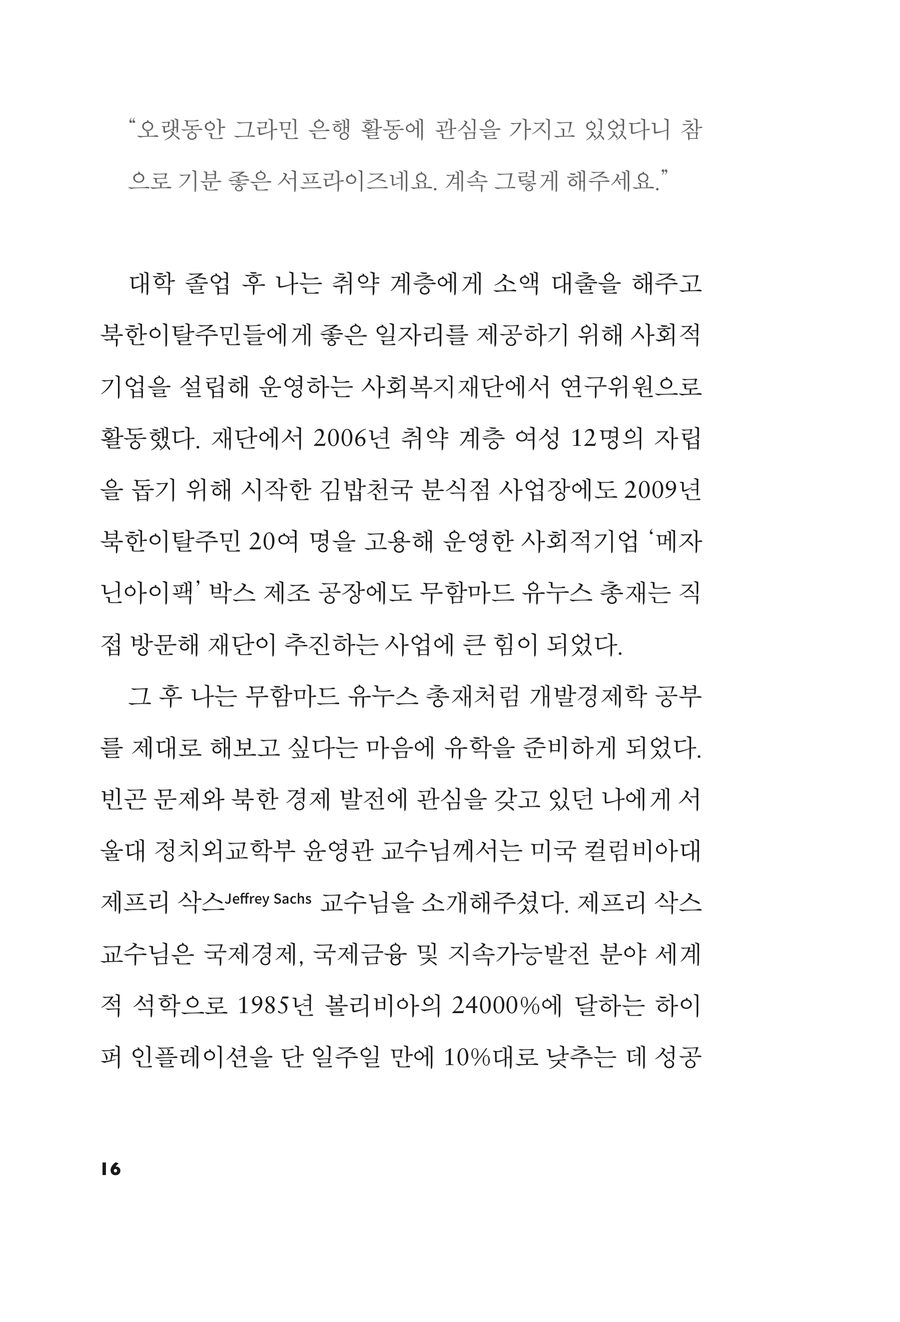 “오랫동안 그라민 은행 활동에 관심을 가지고 있었다니 참
으로 기분 좋은 서프라이즈네요. 계속 그렇게 해주세요.”
대학 졸업 후 나는 취약 계층에게 소액 대출을 해주고
북한이탈주민들에게 좋은 일자리를 제공하기 위해 사회적
기업을 설립해 운영하는 사회복지재단에서 연구위원으로
활동했다. 재단에서 2006년 취약 계층 여성 12명의 자립
을 돕기 위해 시작한 김밥천국 분식점 사업장에도 2009년
북한이탈주민 20여 명을 고용해 운영한 사회적기업 ‘메자
닌아이팩’ 박스 제조 공장에도 무함마드 유누스 총재는 직
접 방문해 재단이 추진하는 사업에 큰 힘이 되었다.
그 후 나는 무함마드 유누스 총재처럼 개발경제학 공부
를 제대로 해보고 싶다는 마음에 유학을 준비하게 되었다.
빈곤 문제와 북한 경제 발전에 관심을 갖고 있던 나에게 서
울대 정치외교학부 윤영관 교수님께서는 미국 컬럼비아대
제프리 삭스Jeffrey Sachs 교수님을 소개해주셨다. 제프리 삭스
교수님은 국제경제, 국제금융 및 지속가능발전 분야 세계
적 석학으로 1985년 볼리비아의 24000%에 달하는 하이
퍼 인플레이션을 단 일주일 만에 10%대로 낮추는 데 성공
16